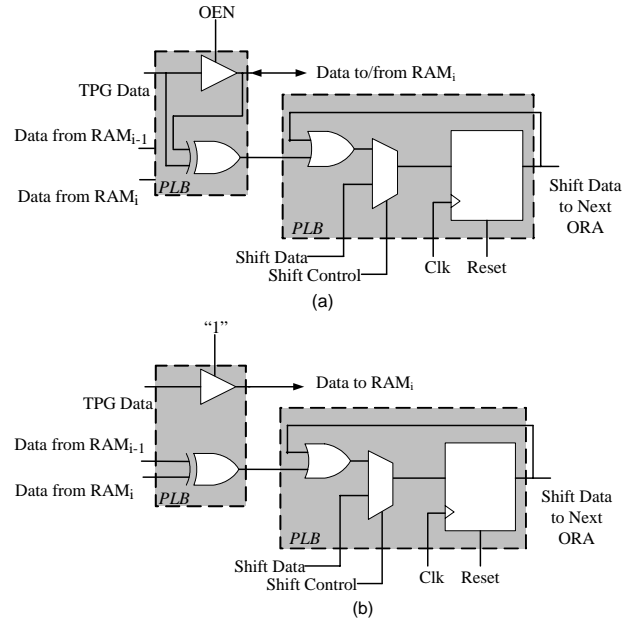 OEN
TPG Data
Data to/from RAMi
Data from RAMi-1
Data from RAMi
PLB
PLB
Shift Data
Shift Control
Clk
Reset
Shift Data
to Next
ORA
(a)
“1”
TPG Data
Data to RAMi
Data from RAMi-1
Data from RAMi
PLB
PLB
Shift Data
Shift Control
Clk
Reset
Shift Data
to Next
ORA
(b)